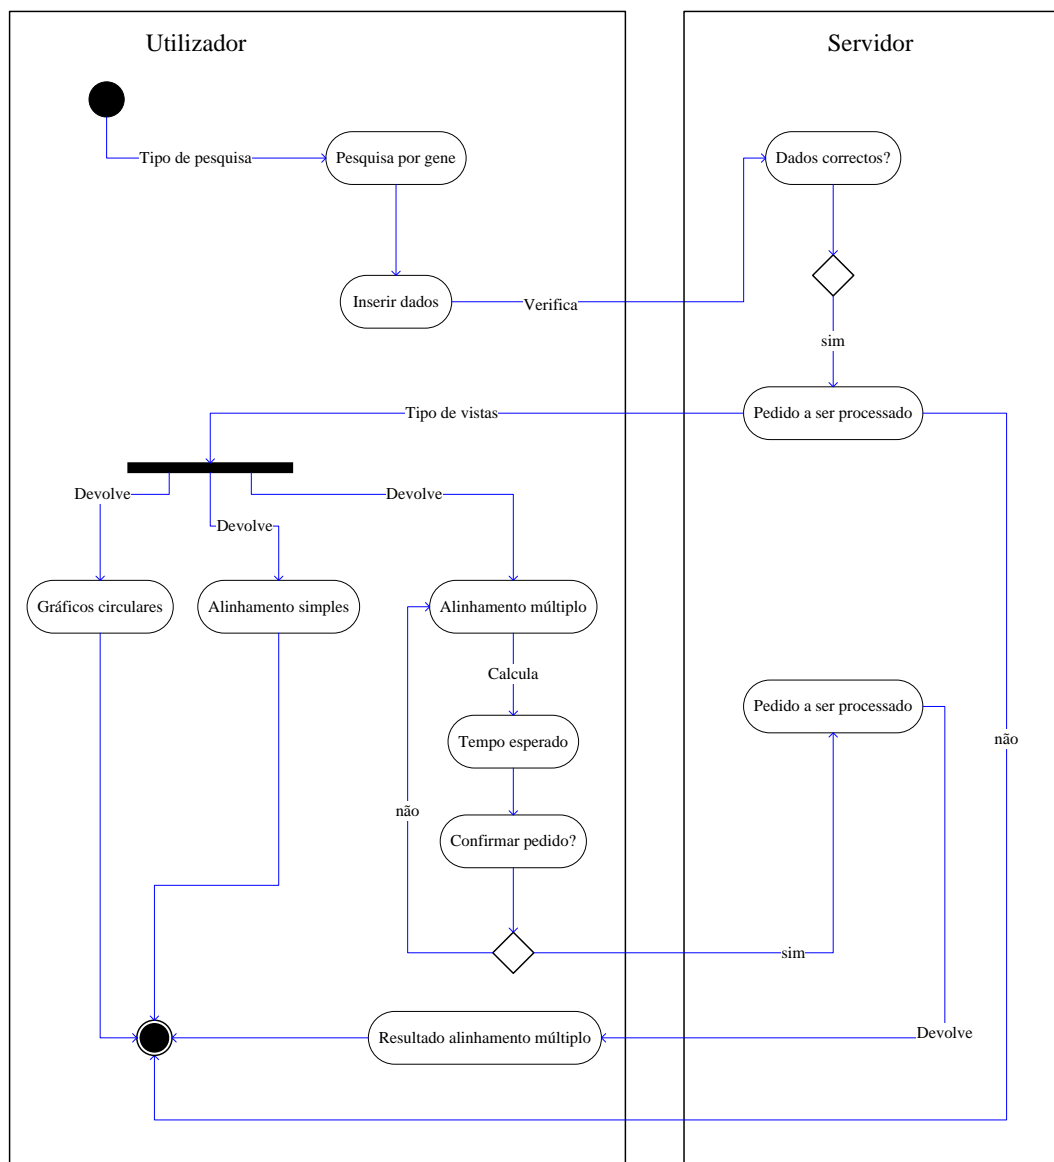 Utilizador
Servidor
Tipo de pesquisa
Pesquisa por gene
Dados correctos?
Inserir dados
Verifica
sim
Tipo de vistas
Pedido a ser processado
Devolve
Devolve
Devolve
Gráficos circulares
Alinhamento simples
Alinhamento múltiplo
Calcula
Pedido a ser processado
Tempo esperado
não
não
Confirmar pedido?
sim
Resultado alinhamento múltiplo
Devolve